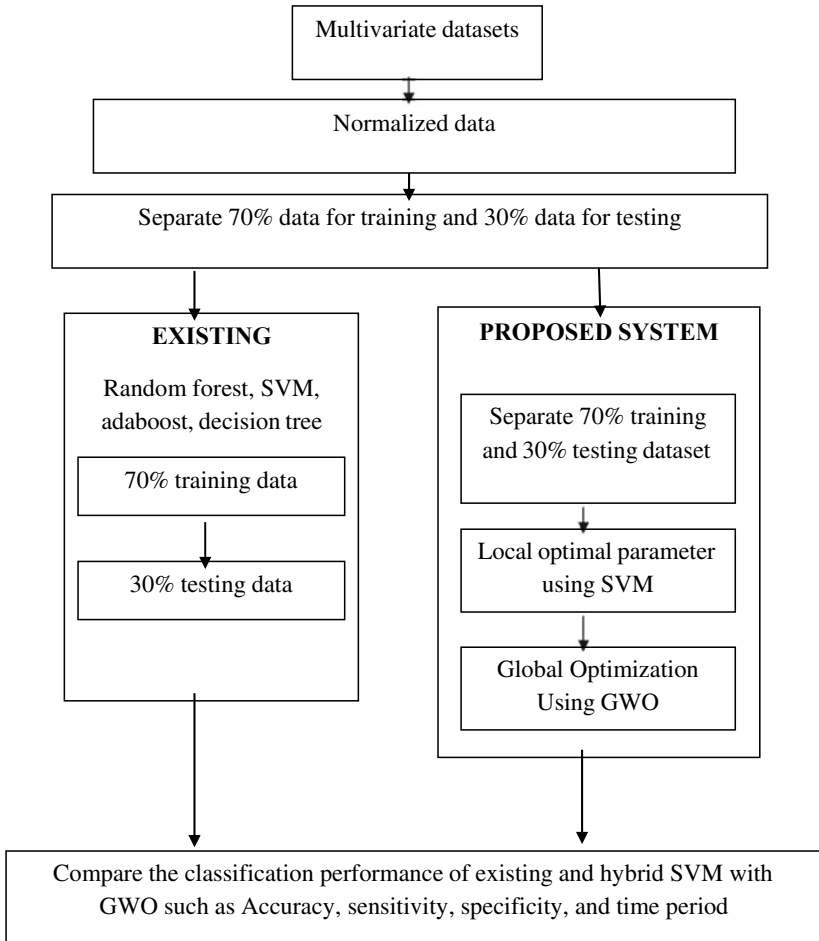 Multivariate datasets
Normalized data
Separate 70% data for training and 30% data for testing
EXISTING
Random forest, SVM,
adaboost, decision tree
70% training data
30% testing data
PROPOSED SYSTEM
Separate 70% training
and 30% testing dataset
Local optimal parameter
using SVM
Global Optimization
Using GWO
Compare the classification performance of existing and hybrid SVM with
GWO such as Accuracy, sensitivity, specificity, and time period